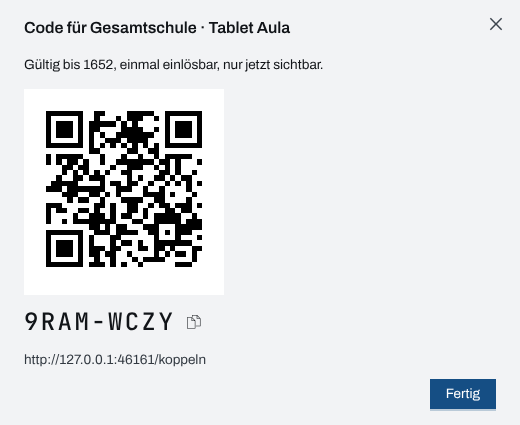 Code für Gesamtschule · Tablet Aula
Gültig bis 1652, einmal einlösbar, nur jetzt sichtbar.
9RAM-WCZY
http://127.0.0.1:46161/koppeln
Fertig